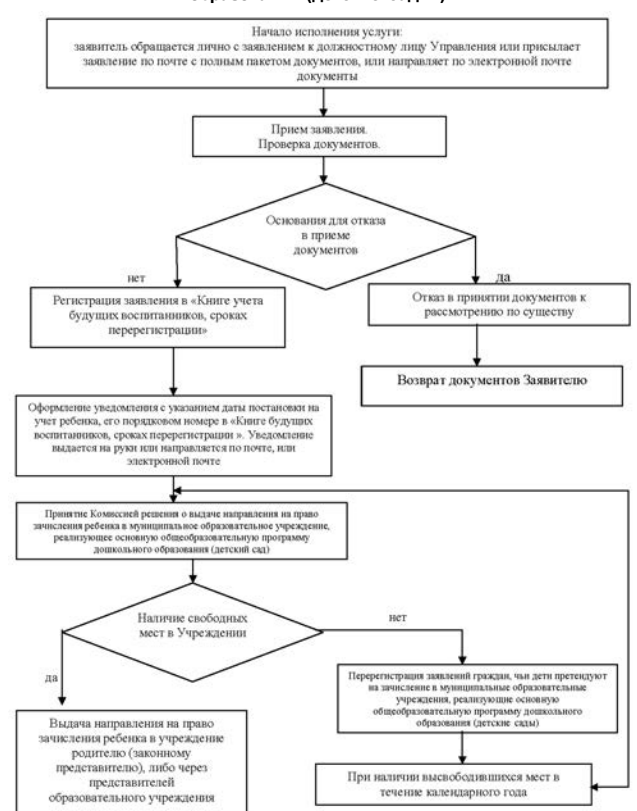 Начало исполнения услуги:
заявитель обращается лично с заявлением к должностному лицу Управления или присылает
заявление по почте с полным пакетом документов, или направляет по электронной почте
документы
Прием заявления.
Проверка документов.
Основания для отказа
в приеме
документов
нет
да
Регистрация заявления в «Книге учета
будущих воспитанников, сроках
перерегистрации»
Отказ в принятии документов к
рассмотрению по существу
Возврат документов Заявителю
Оформление уведомления с указанием даты постановки на
учет ребенка, его порядковом номере в «Книге будущих
воспитанников, сроках перерегистрации ». Уведомление
выдается на руки или направляется по почте, или
электронной почте
Принятие Комиссией решения о выдаче направления на право
зачисления ребенка в муниципальное образовательное учреждение,
реализующее основную общеобразовательную программу
дошкольного образования (детский сад)
Наличие свободных
мест в Учреждении
нет
да
Перерегистрация заявлений граждан, чьи дети претендуют
на зачисление в муниципальные образовательные
учреждения, реализующие основную
общеобразовательную программу дошкольного
образования (детские сады)
Выдача направления на право
зачисления ребенка в учреждение
родителю (законному
представителю), либо через
представителей
образовательного учреждения
При наличии высвободившихся мест в
течение календарного года